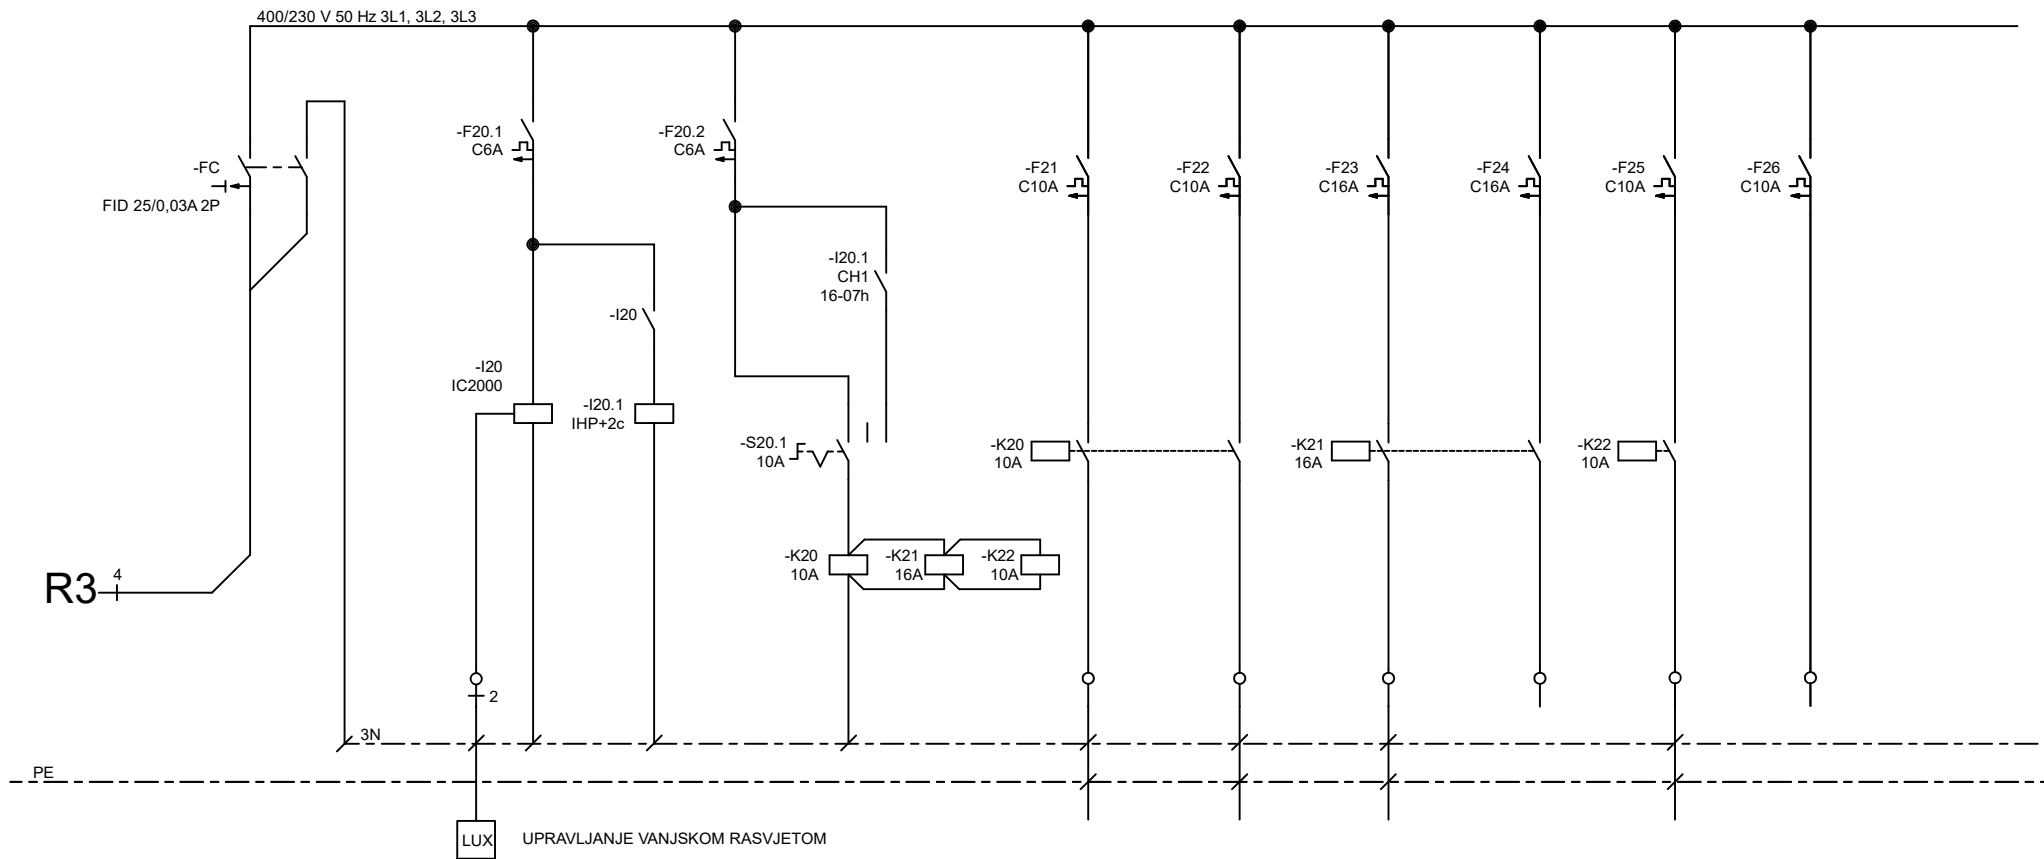 400/230 V 50 Hz 3L1, 3L2, 3L3
-FC
FID 25/0,03A 2P
R3
4
-F20.1
C6A
-I20
-I20
IC2000
-I20.1
IHP+2c
2
-F20.2
C6A
-I20.1
CH1
16-07h
-S20.1
10A
-K20
10A
-K21
16A
-K22
10A
-F21
C10A
-F22
C10A
-F23
C16A
-F24
C16A
-F25
C10A
-F26
C10A
-K20
10A
-K21
16A
-K22
10A
3N
PE
LUX
UPRAVLJANJE VANJSKOM RASVJETOM